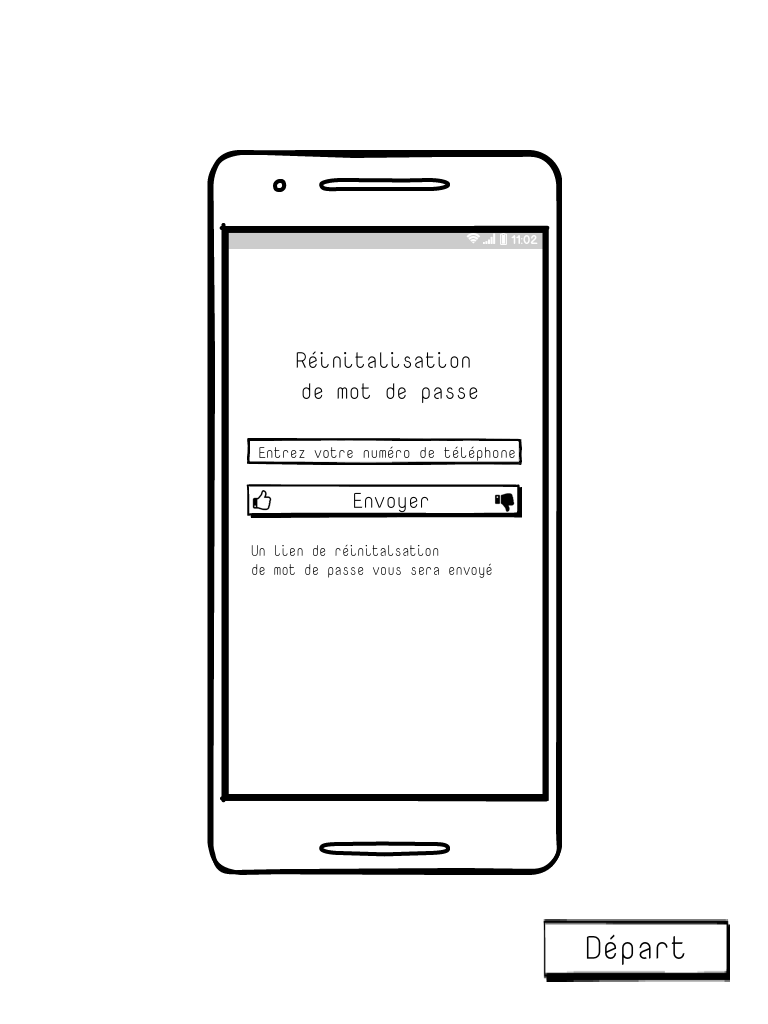 11:02
Réinitalisation
de mot de passe
Entrez votre numéro de téléphone
Envoyer
Un lien de réinitalsation
de mot de passe vous sera envoyé
Départ